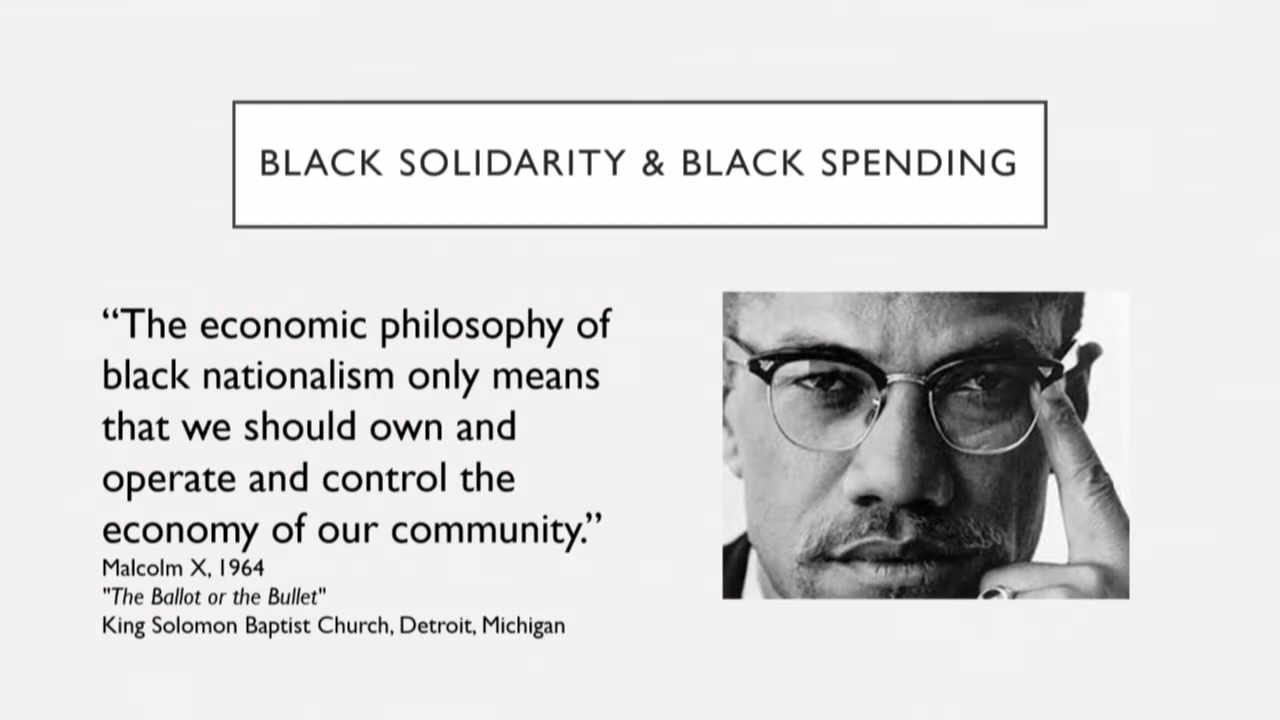 BLACK SOLIDARITY & BLACK SPENDING
“The economic philosophy of
black nationalism only means
that we should own and
operate and control the
economy of our community.”
Malcolm X, 1964
"The Ballot or the Bullet"
King Solomon Baptist Church, Detroit, Michigan